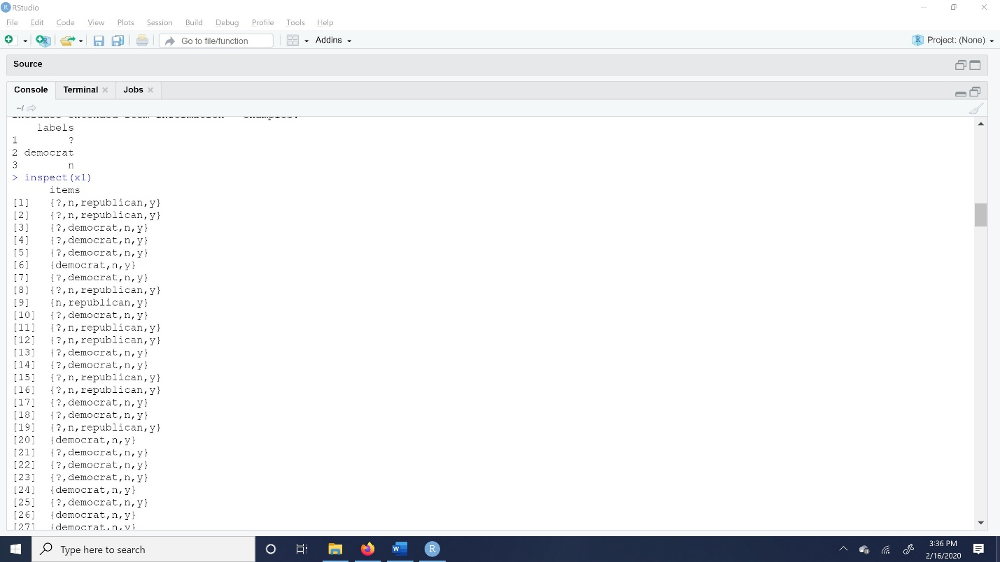 RStudio
File Edit Code View Plots Session Build Debug Profile Tools Help
Go to file/function Addins Project: (None)
Source
Console Terminal Jobs
~/
includes extended item information - examples:
labels
1 ?
2 democrat
3 n
> inspect(x1)
items
[1] {?,n,republican,y}
[2] {?,n,republican,y}
[3] {?,democrat,n,y}
[4] {?,democrat,n,y}
[5] {?,democrat,n,y}
[6] {democrat,n,y}
[7] {?,democrat,n,y}
[8] {?,n,republican,y}
[9] {n,republican,y}
[10] {?,democrat,n,y}
[11] {?,n,republican,y}
[12] {?,n,republican,y}
[13] {?,democrat,n,y}
[14] {?,democrat,n,y}
[15] {?,n,republican,y}
[16] {?,n,republican,y}
[17] {?,democrat,n,y}
[18] {?,democrat,n,y}
[19] {?,n,republican,y}
[20] {democrat,n,y}
[21] {?,democrat,n,y}
[22] {?,democrat,n,y}
[23] {?,democrat,n,y}
[24] {democrat,n,y}
[25] {?,democrat,n,y}
[26] {democrat,n,y}
[27] {democrat,n,y}
Type here to search
3:36 PM
2/16/2020